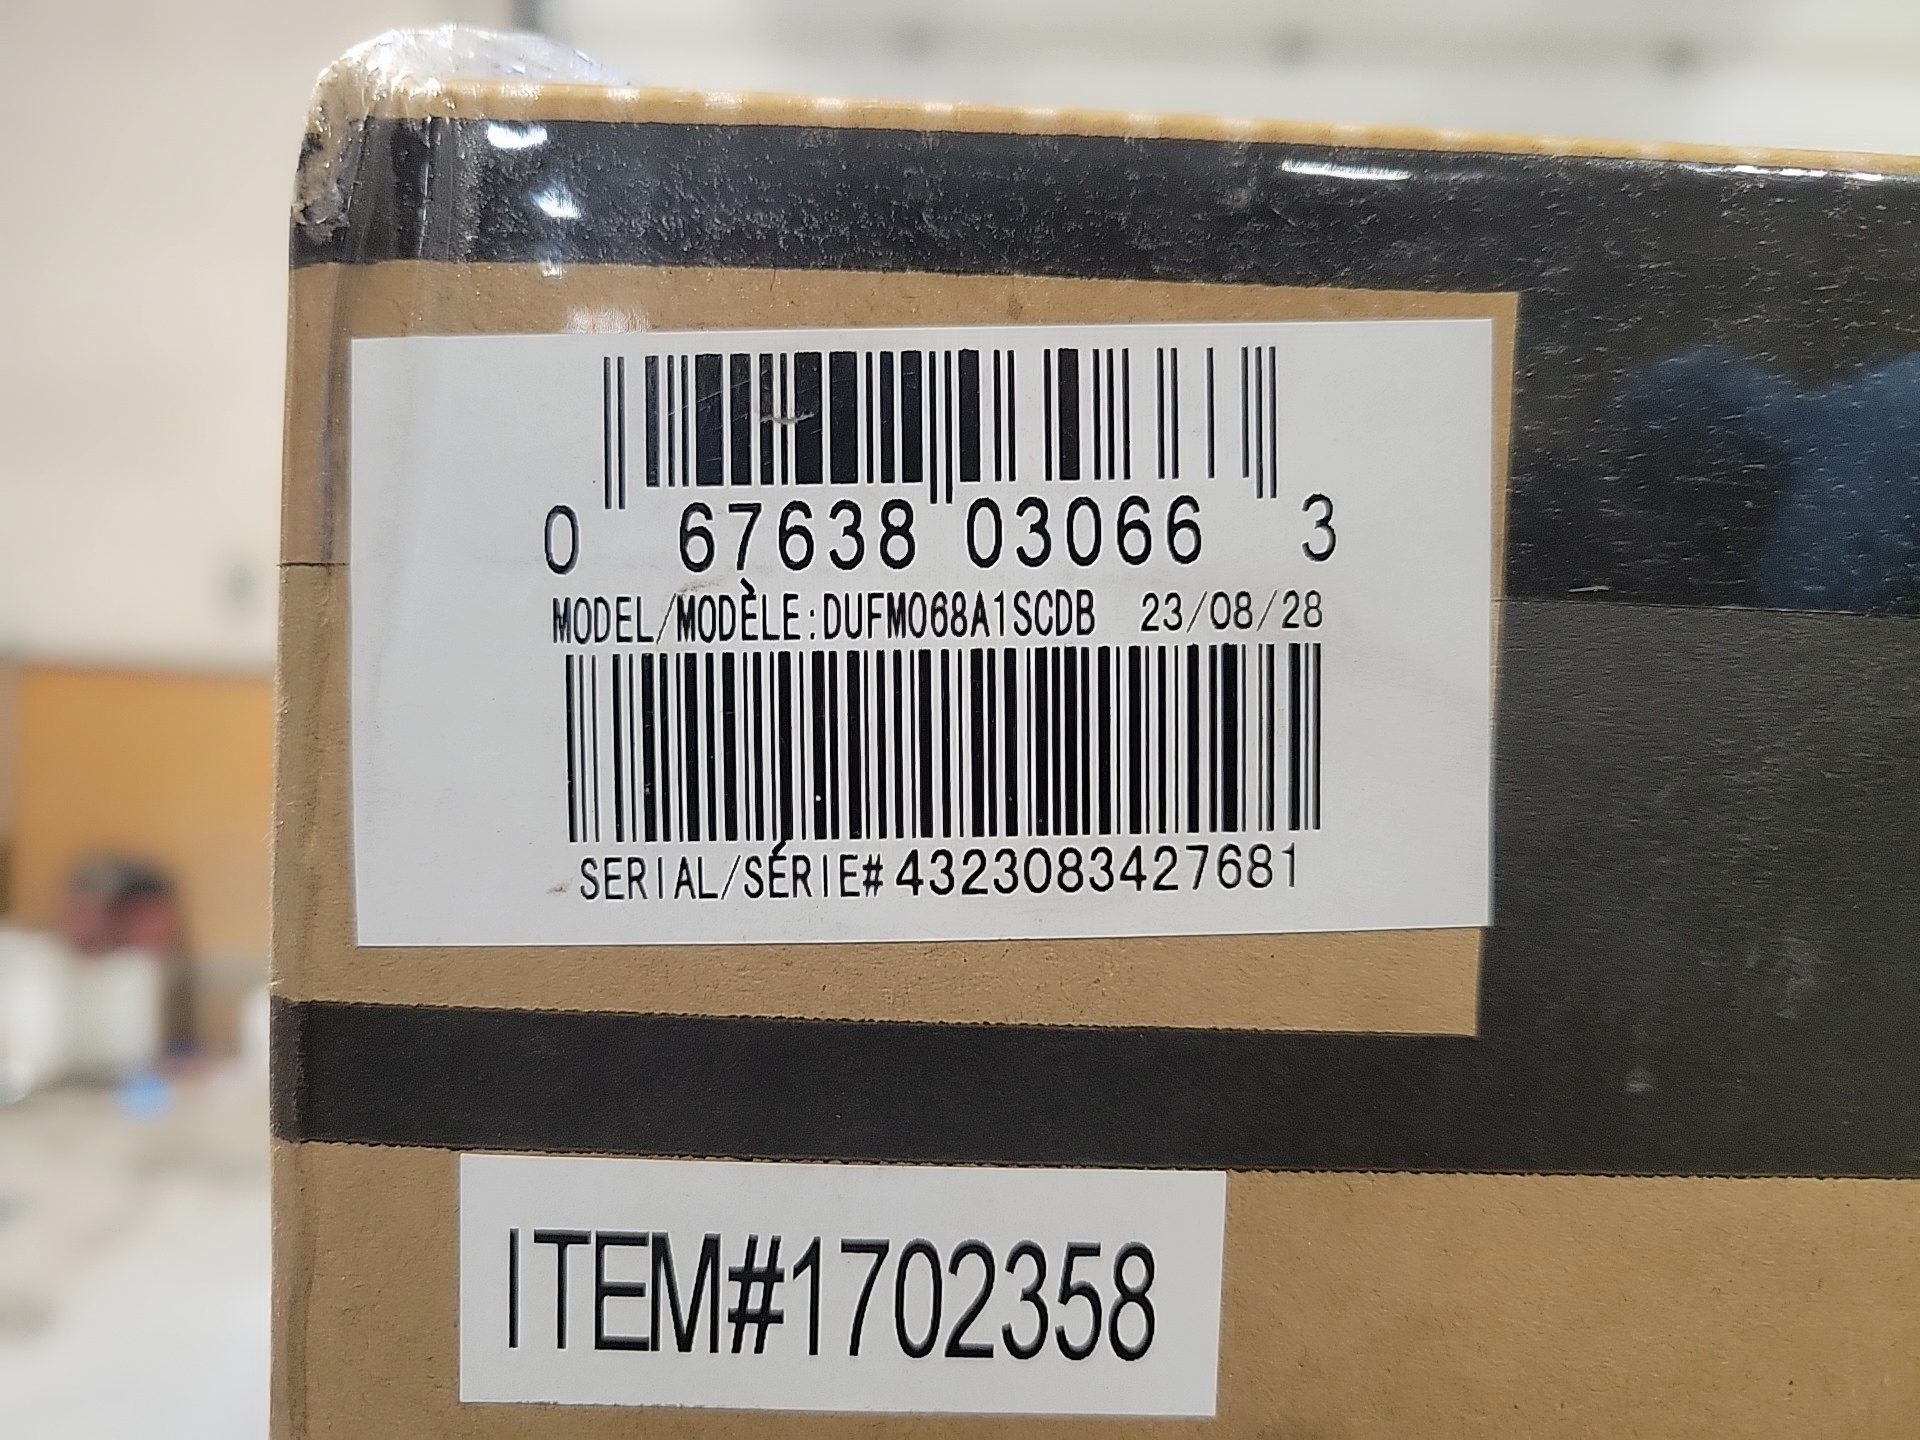 0 67638 03066 3
MODEL/MODÈLE:DUFM068A1SCDB 23/08/28
SERIAL/SÉRIE#4323083427681
ITEM#1702358